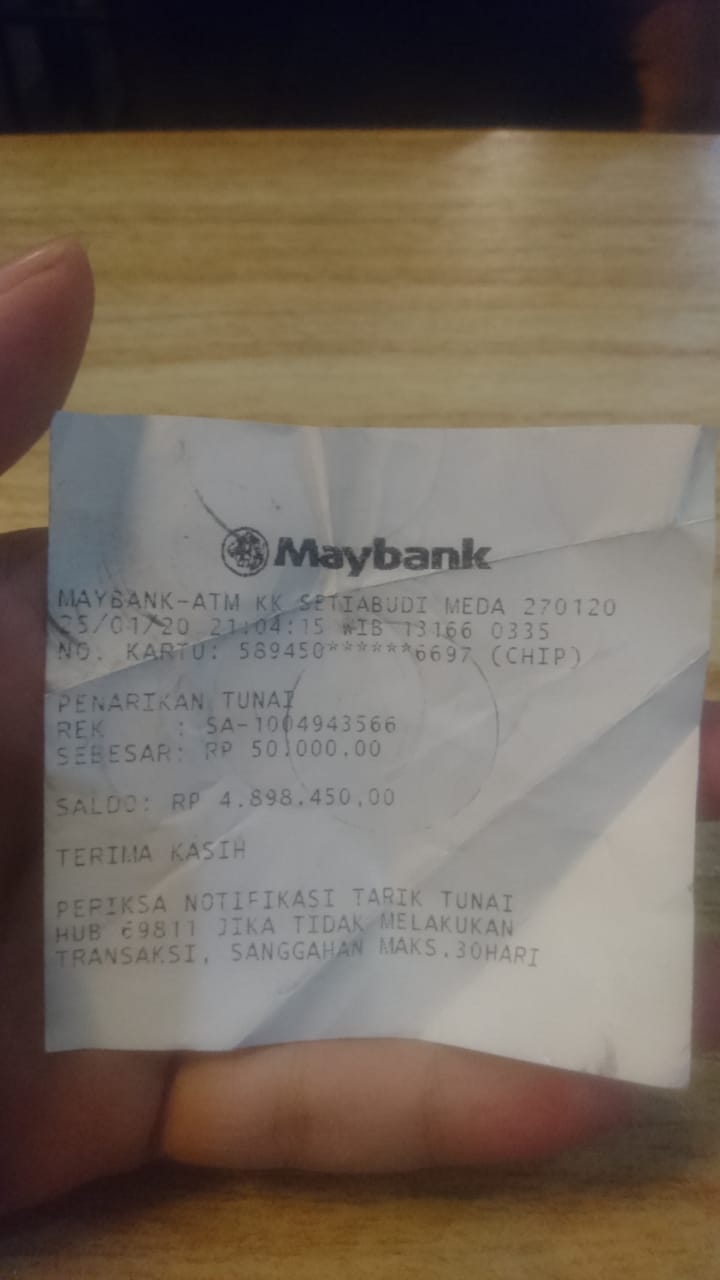 Maybank
MAYBANK-ATM KK SETIABUDI MEDA 270120
25/01/20 21:04:15 WIB 13166 0335
NO. KARTU: 589450******6697 (CHIP)
PENARIKAN TUNAI
REK : SA-1004943566
SEBESAR: RP 50.000,00
SALDO: RP 4.898.450,00
TERIMA KASIH
PERIKSA NOTIFIKASI TARIK TUNAI
HUB 69811 JIKA TIDAK MELAKUKAN
TRANSAKSI, SANGGAHAN MAKS.30HARI